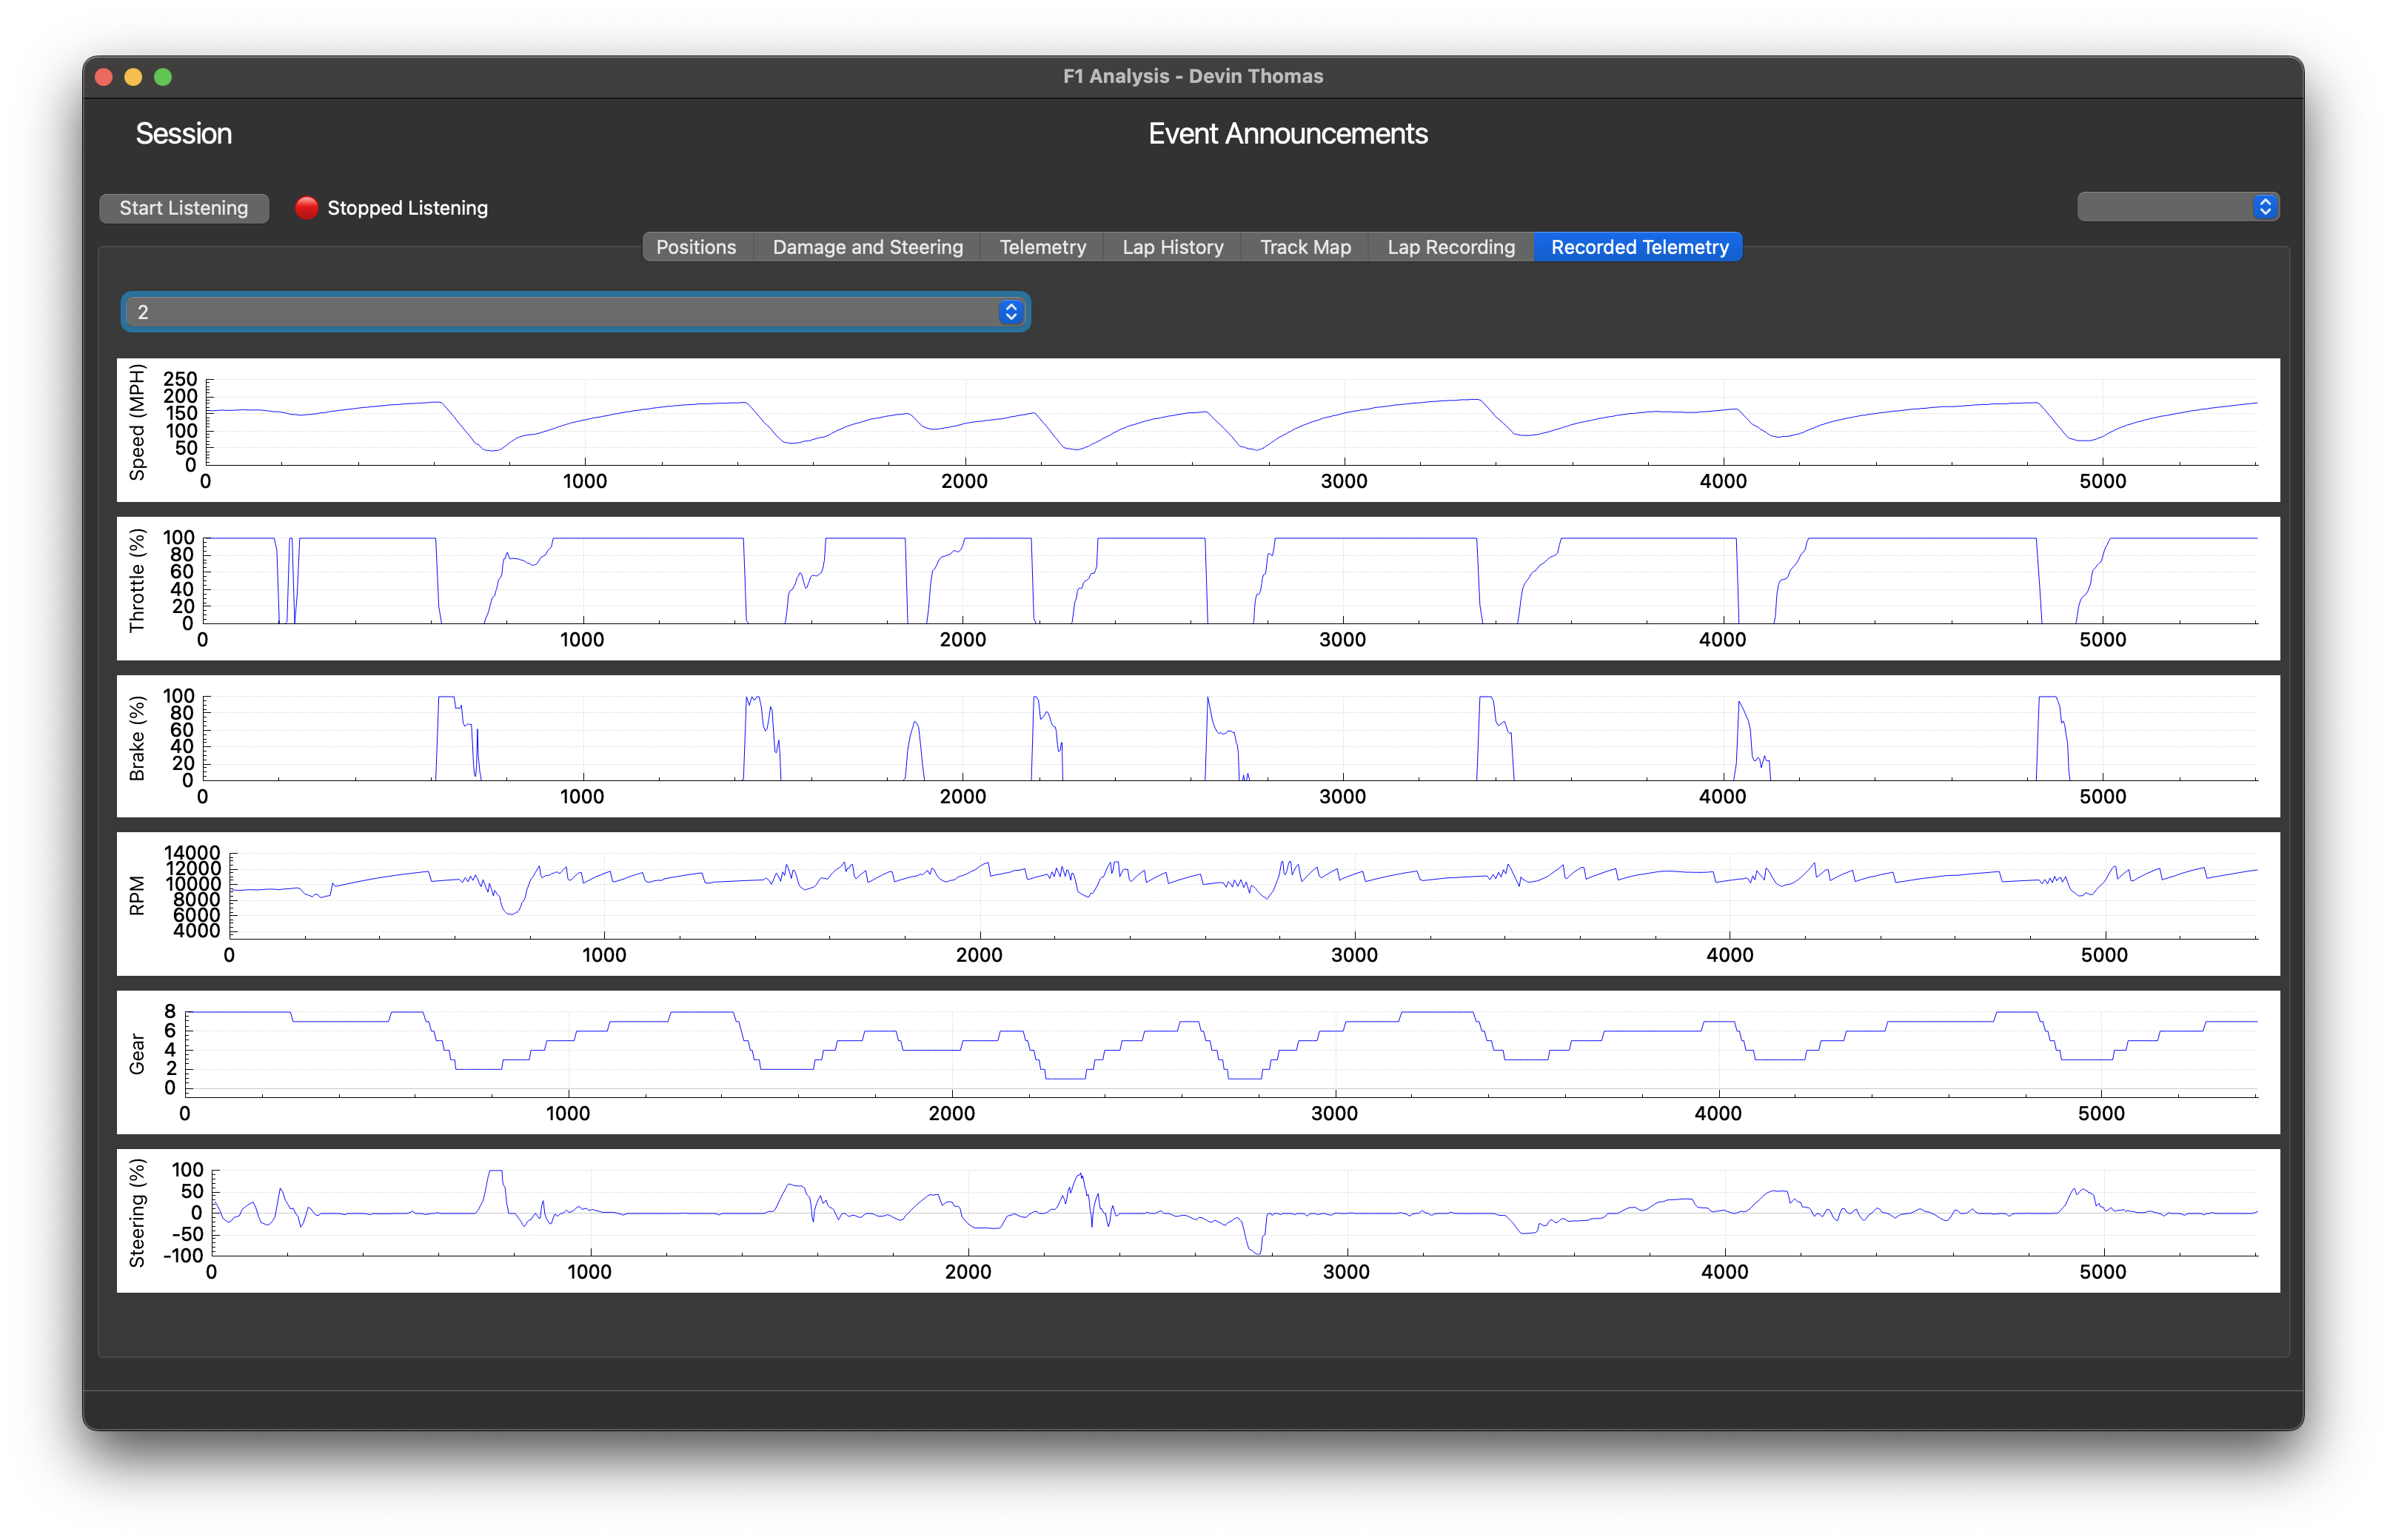 F1 Analysis - Devin Thomas
Session
Event Announcements
Start Listening
Stopped Listening
Positions Damage and Steering Telemetry Lap History Track Map Lap Recording Recorded Telemetry
2
Speed (MPH)
250
200
150
100
50
0
0 1000 2000 3000 4000 5000
Throttle (%)
100
80
60
40
20
0
0 1000 2000 3000 4000 5000
Brake (%)
100
80
60
40
20
0
0 1000 2000 3000 4000 5000
RPM
14000
12000
10000
8000
6000
4000
0 1000 2000 3000 4000 5000
Gear
8
6
4
2
0
0 1000 2000 3000 4000 5000
Steering (%)
100
50
0
-50
-100
0 1000 2000 3000 4000 5000